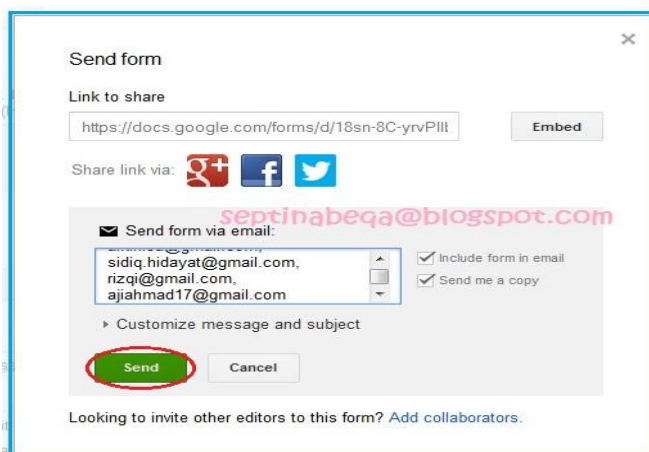 Send form
Link to share
https://docs.google.com/forms/d/18sn-8C-yrvPIII
Embed
Share link via:
septinabeqa@blogspot.com
Send form via email:
sidiq.hidayat@gmail.com,
rizqi@gmail.com,
ajiahmad17@gmail.com
Include form in email
Send me a copy
Customize message and subject
Send
Cancel
Looking to invite other editors to this form? Add collaborators.